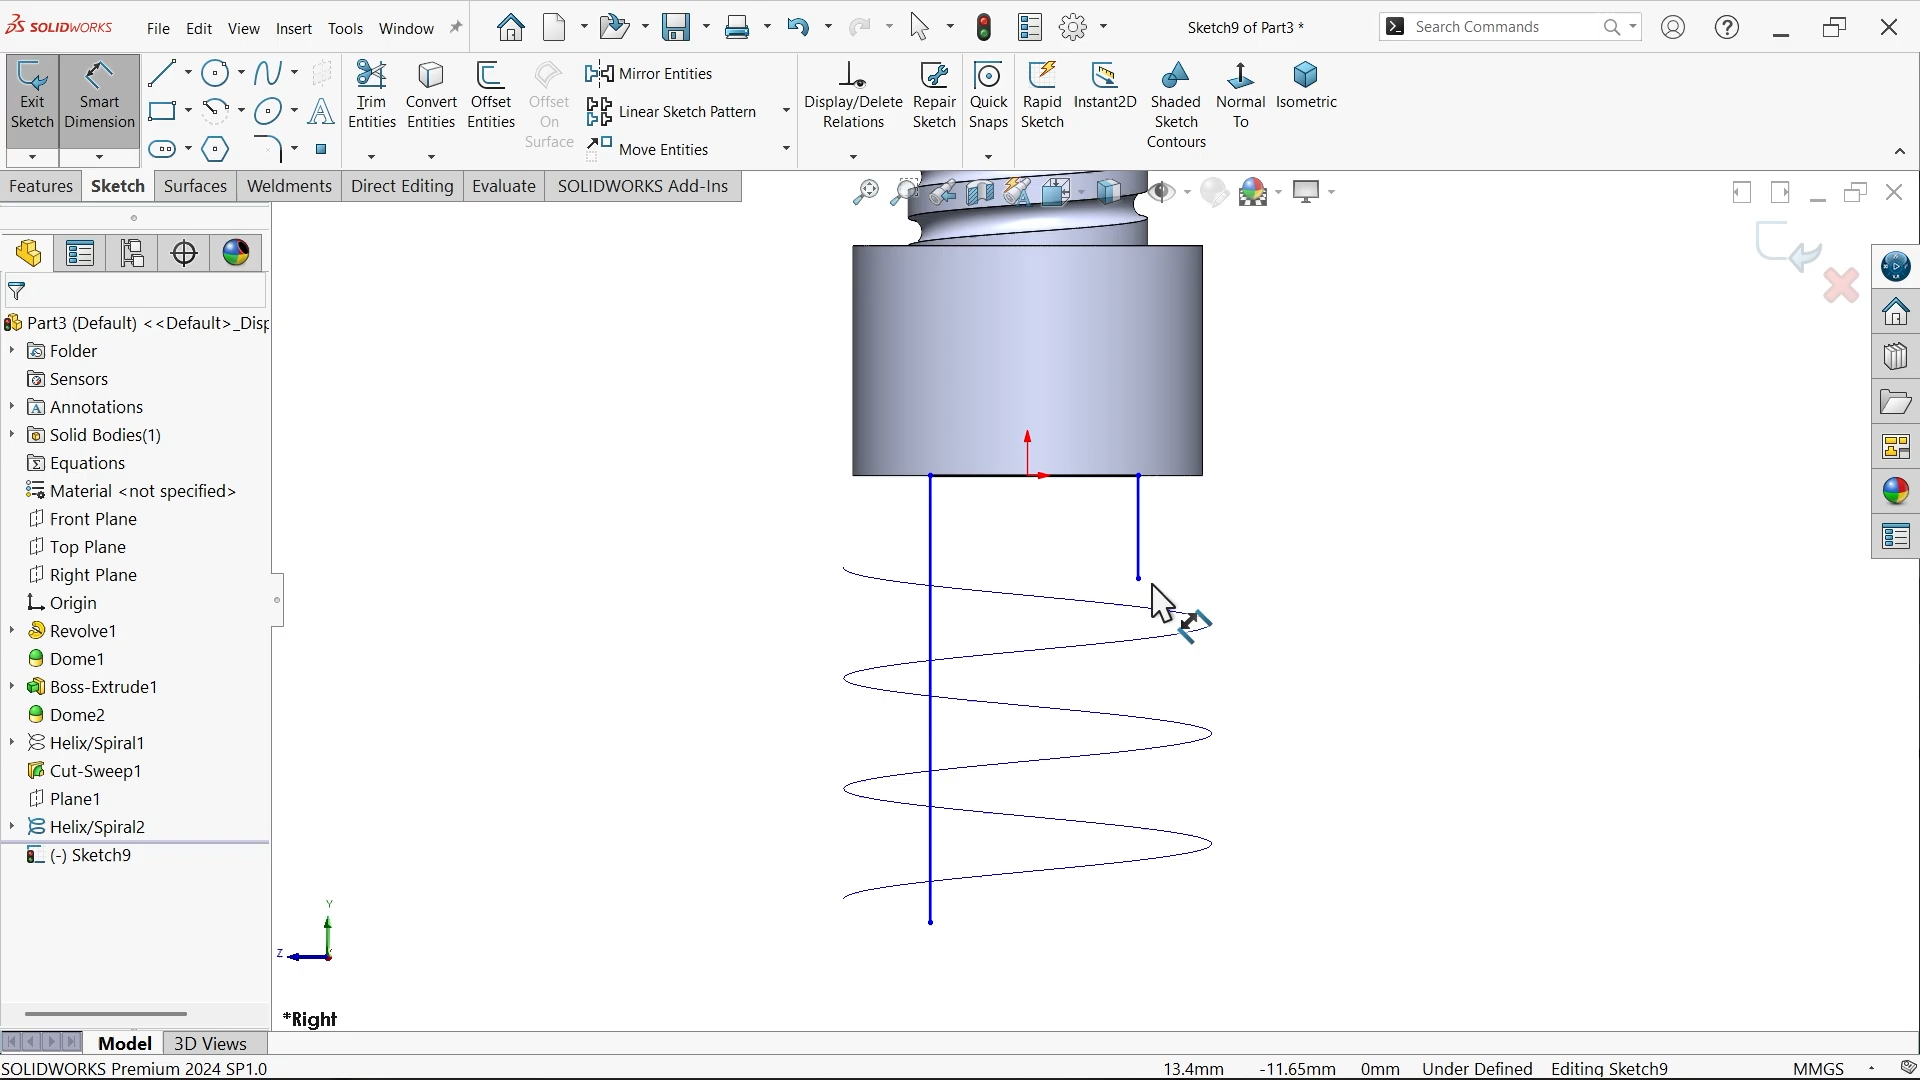 SOLIDWORKS
File Edit View Insert Tools Window
Sketch9 of Part3 *
Search Commands
Exit Sketch
Smart Dimension
Trim Entities
Convert Entities
Offset Entities
Offset On Surface
Mirror Entities
Linear Sketch Pattern
Move Entities
Display/Delete Relations
Repair Sketch
Quick Snaps
Rapid Sketch
Instant2D
Shaded Sketch Contours
Normal To
Isometric
Features Sketch Surfaces Weldments Direct Editing Evaluate SOLIDWORKS Add-Ins
Part3 (Default) <<Default>_Disp
Folder
Sensors
Annotations
Solid Bodies(1)
Equations
Material <not specified>
Front Plane
Top Plane
Right Plane
Origin
Revolve1
Dome1
Boss-Extrude1
Dome2
Helix/Spiral1
Cut-Sweep1
Plane1
Helix/Spiral2
(-) Sketch9
Y
Z
*Right
Model 3D Views
SOLIDWORKS Premium 2024 SP1.0
13.4mm -11.65mm 0mm Under Defined Editing Sketch9 MMGS